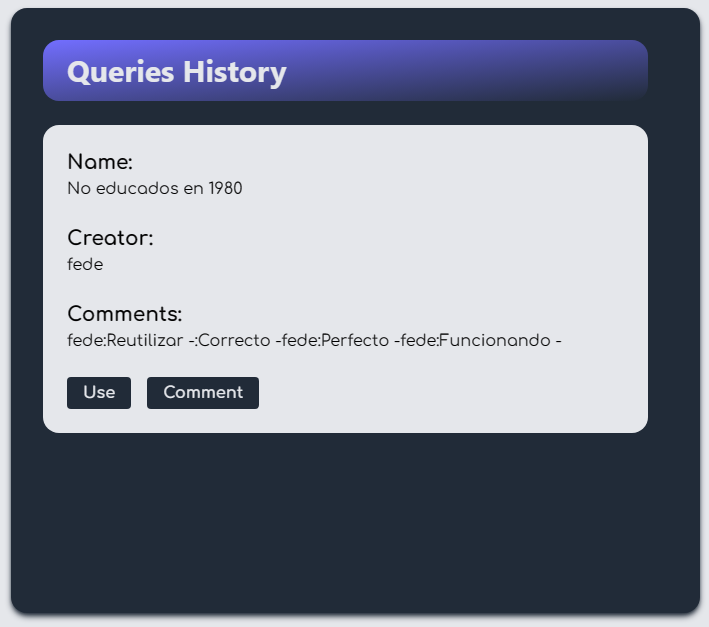 Queries History
Name:
No educados en 1980
Creator:
fede
Comments:
fede:Reutilizar -:Correcto -fede:Perfecto -fede:Funcionando -
Use
Comment